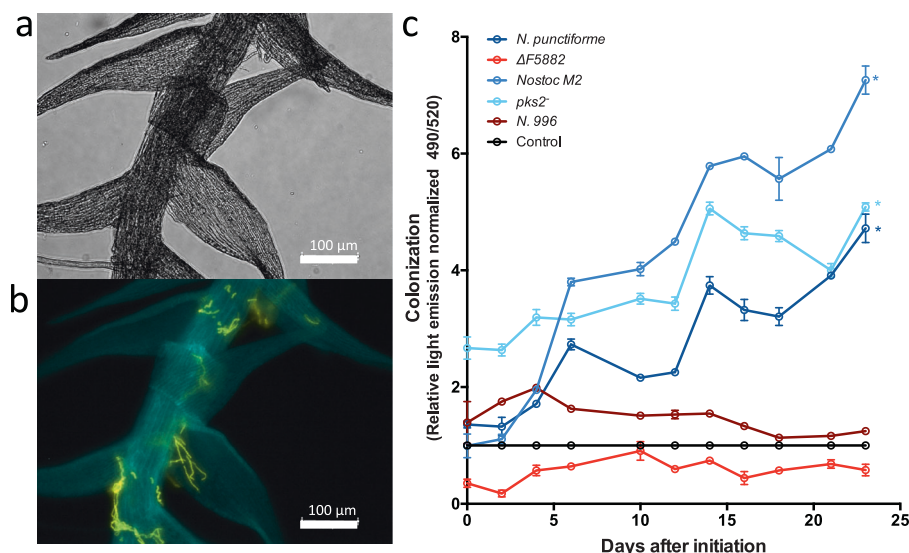 a
100 µm
b
100 µm
c
N. punctiforme
ΔF5882
Nostoc M2
pks2-
N. 996
Control
Colonization
(Relative light emission normalized 490/520)
8
6
4
2
0
*
*
*
0 5 10 15 20 25
Days after initiation